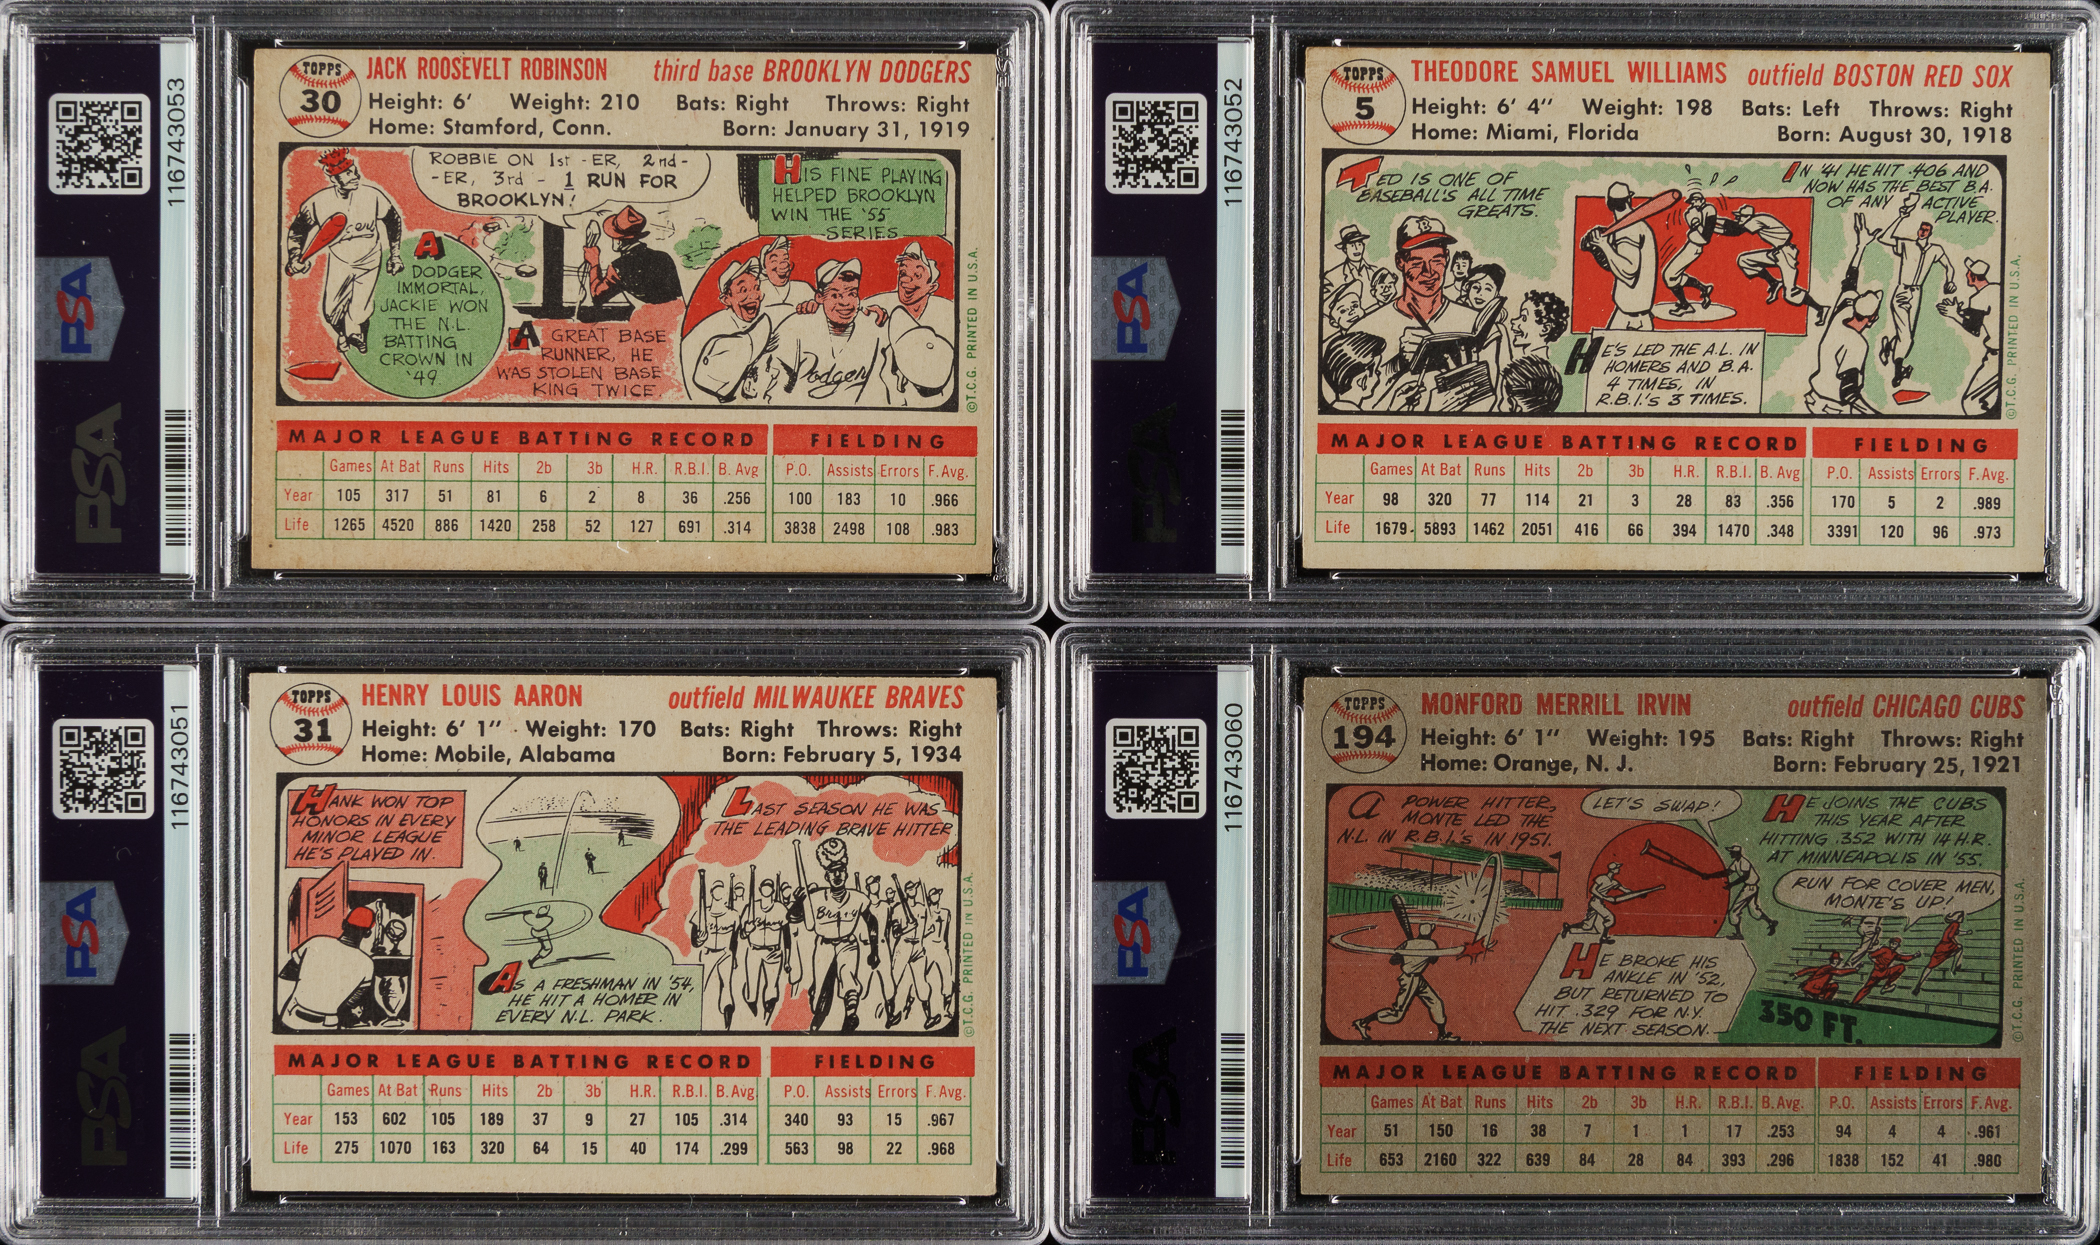 116743053
PSA
PSA
TOPPS
30
JACK ROOSEVELT ROBINSON third base BROOKLYN DODGERS
Height: 6' Weight: 210 Bats: Right Throws: Right
Home: Stamford, Conn. Born: January 31, 1919
ROBBIE ON 1st -ER, 2nd-
-ER, 3rd - 1 RUN FOR
BROOKLYN!
A
DODGER
IMMORTAL,
JACKIE WON
THE N.L.
BATTING
CROWN IN
'49.
A GREAT BASE
RUNNER, HE
WAS STOLEN BASE
KING TWICE.
HIS FINE PLAYING
HELPED BROOKLYN
WIN THE '55
SERIES
Dodgers
©T.C.G. PRINTED IN U.S.A.
MAJOR LEAGUE BATTING RECORD FIELDING
Games At Bat Runs Hits 2b 3b H.R. R.B.I. B. Avg P.O. Assists Errors F. Avg.
Year 105 317 51 81 6 2 8 36 .256 100 183 10 .966
Life 1265 4520 886 1420 258 52 127 691 .314 3838 2498 108 .983
116743052
PSA
PSA
TOPPS
5
THEODORE SAMUEL WILLIAMS outfield BOSTON RED SOX
Height: 6' 4" Weight: 198 Bats: Left Throws: Right
Home: Miami, Florida Born: August 30, 1918
TED IS ONE OF
BASEBALL'S ALL TIME
GREATS.
B
HE'S LED THE A.L. IN
HOMERS AND B.A.
4 TIMES, IN
R.B.I.'s 3 TIMES.
IN '41 HE HIT .406 AND
NOW HAS THE BEST B.A.
OF ANY ACTIVE
PLAYER.
©T.C.G. PRINTED IN U.S.A.
MAJOR LEAGUE BATTING RECORD FIELDING
Games At Bat Runs Hits 2b 3b H.R. R.B.I. B. Avg P.O. Assists Errors F. Avg.
Year 98 320 77 114 21 3 28 83 .356 170 5 2 .989
Life 1679 5893 1462 2051 416 66 394 1470 .348 3391 120 96 .973
116743051
PSA
PSA
TOPPS
31
HENRY LOUIS AARON outfield MILWAUKEE BRAVES
Height: 6' 1" Weight: 170 Bats: Right Throws: Right
Home: Mobile, Alabama Born: February 5, 1934
HANK WON TOP
HONORS IN EVERY
MINOR LEAGUE
HE'S PLAYED IN.
AS A FRESHMAN IN '54,
HE HIT A HOMER IN
EVERY N.L. PARK.
LAST SEASON HE WAS
THE LEADING BRAVE HITTER
©T.C.G. PRINTED IN U.S.A.
MAJOR LEAGUE BATTING RECORD FIELDING
Games At Bat Runs Hits 2b 3b H.R. R.B.I. B. Avg. P.O. Assists Errors F. Avg.
Year 153 602 105 189 37 9 27 105 .314 340 93 15 .967
Life 275 1070 163 320 64 15 40 174 .299 563 98 22 .968
116743060
PSA
PSA
TOPPS
194
MONFORD MERRILL IRVIN outfield CHICAGO CUBS
Height: 6' 1" Weight: 195 Bats: Right Throws: Right
Home: Orange, N. J. Born: February 25, 1921
A POWER HITTER,
MONTE LED THE
N.L. IN R.B.I.'s IN 1951.
LET'S SWAP!
HE BROKE HIS
ANKLE IN '52,
BUT RETURNED TO
HIT .329 FOR N.Y.
THE NEXT SEASON.
HE JOINS THE CUBS
THIS YEAR AFTER
HITTING .352 WITH 14 H.R.
AT MINNEAPOLIS IN '55.
RUN FOR COVER MEN,
MONTE'S UP!
350 FT.
©T.C.G. PRINTED IN U.S.A.
MAJOR LEAGUE BATTING RECORD FIELDING
Games At Bat Runs Hits 2b 3b H.R. R.B.I. B. Avg. P.O. Assists Errors F. Avg.
Year 51 150 16 38 7 1 1 17 .253 94 4 4 .961
Life 653 2160 322 639 84 28 84 393 .296 1838 152 41 .980